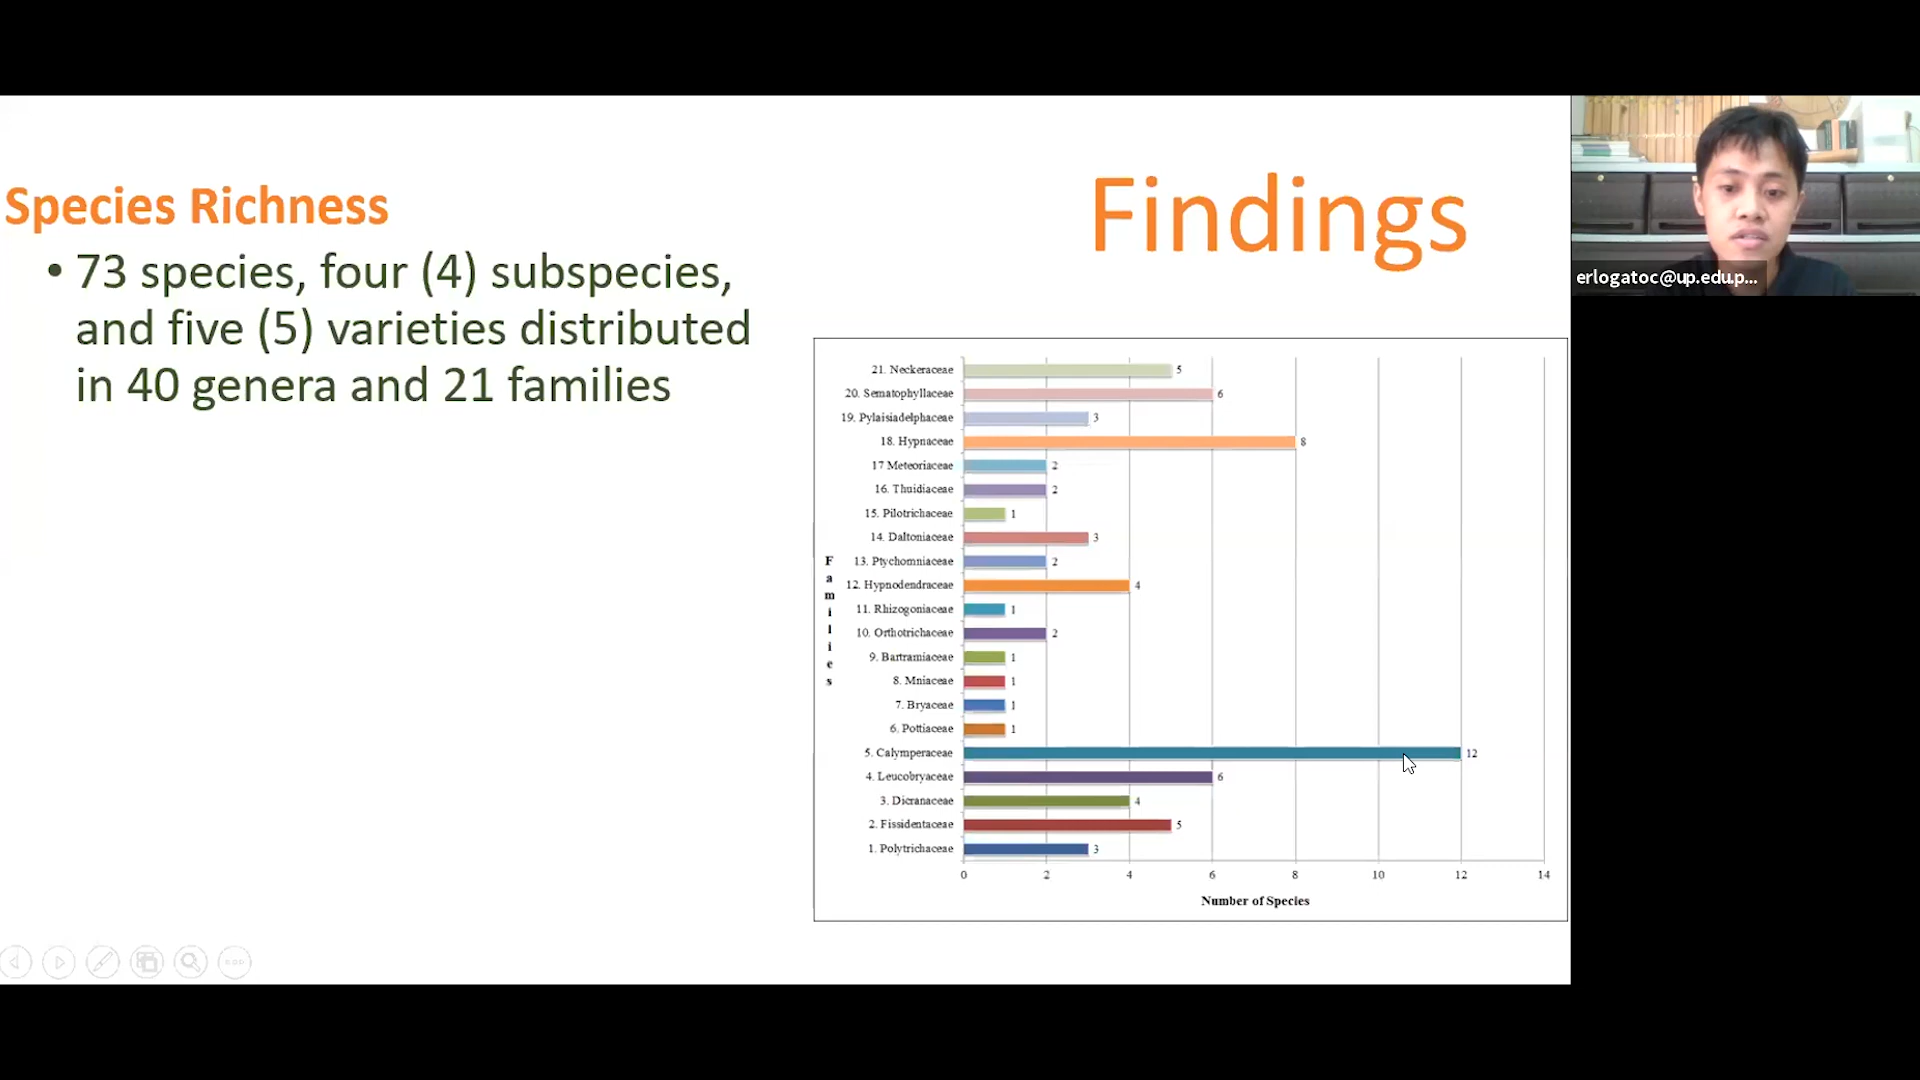 Findings
Species Richness
• 73 species, four (4) subspecies,
and five (5) varieties distributed
in 40 genera and 21 families
erlogatoc@up.edu.p...
Families
21. Neckeraceae 5
20. Sematophyllaceae 6
19. Pylaisiadelphaceae 3
18. Hypnaceae 8
17 Meteoriaceae 2
16. Thuidiaceae 2
15. Pilotrichaceae 1
14. Daltoniaceae 3
13. Ptychomniaceae 2
12. Hypnodendraceae 4
11. Rhizogoniaceae 1
10. Orthotrichaceae 2
9. Bartramiaceae 1
8. Mniaceae 1
7. Bryaceae 1
6. Pottiaceae 1
5. Calymperaceae 12
4. Leucobryaceae 6
3. Dicranaceae 4
2. Fissidentaceae 5
1. Polytrichaceae 3
0 2 4 6 8 10 12 14
Number of Species